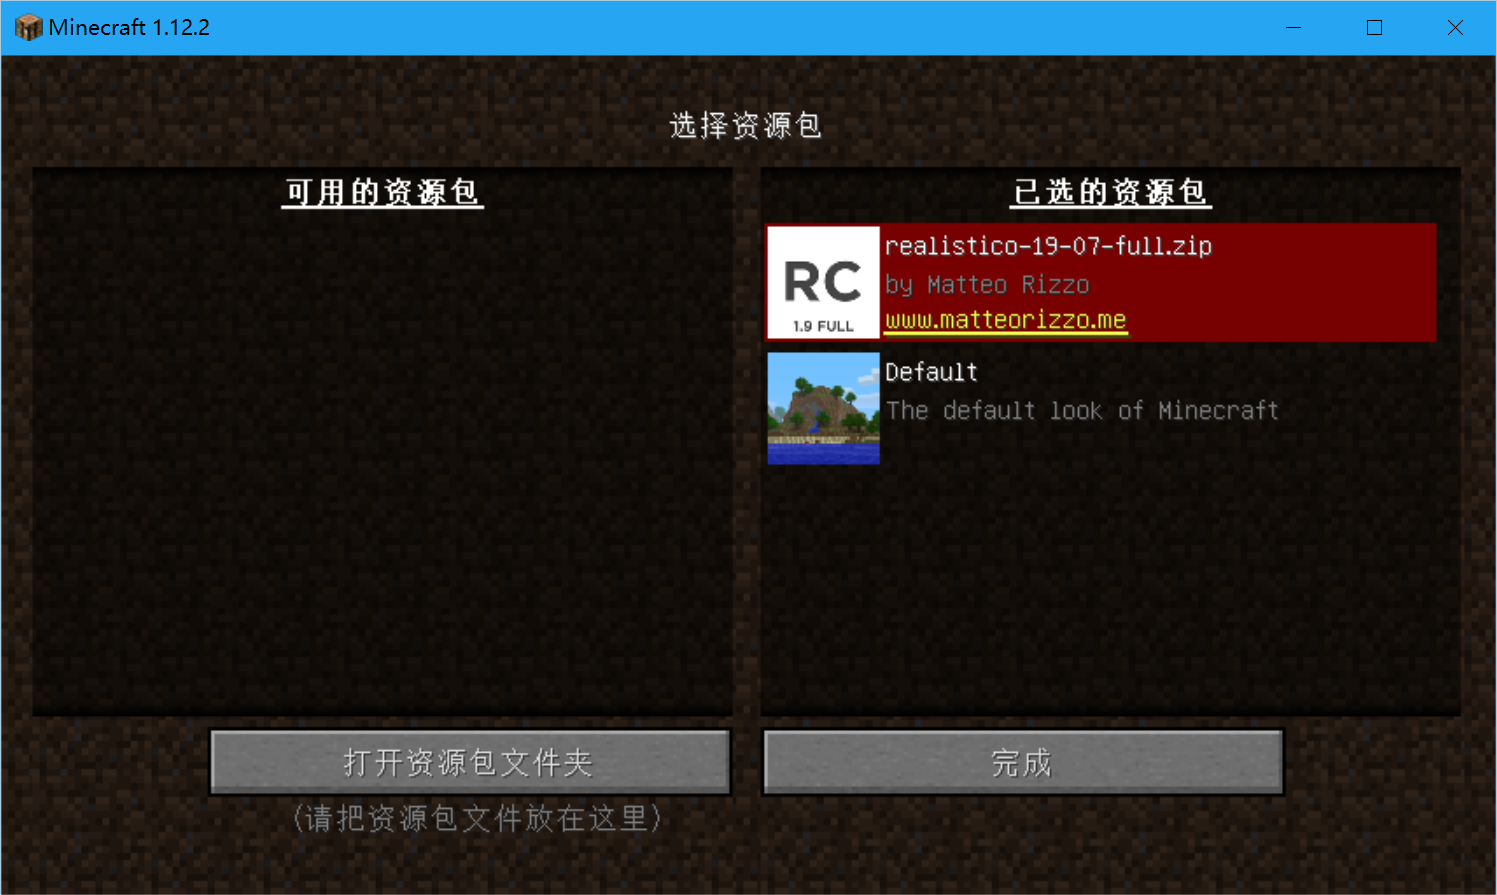 Minecraft 1.12.2
选择资源包
可用的资源包
已选的资源包
RC
1.9 FULL
realistico-19-07-full.zip
by Matteo Rizzo
www.matteorizzo.me
Default
The default look of Minecraft
打开资源包文件夹
完成
(请把资源包文件放在这里)